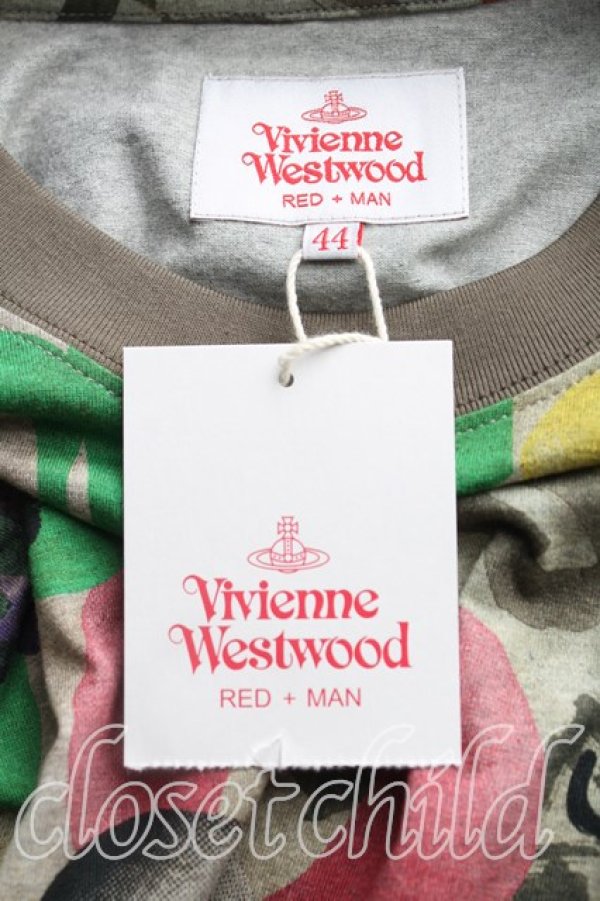 Vivienne
Westwood
RED + MAN
44
Vivienne
Westwood
RED + MAN
closetchild